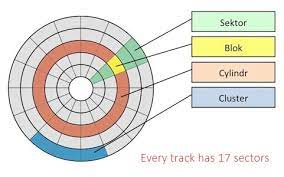 Sektor
Blok
Cylindr
Cluster
Every track has 17 sectors